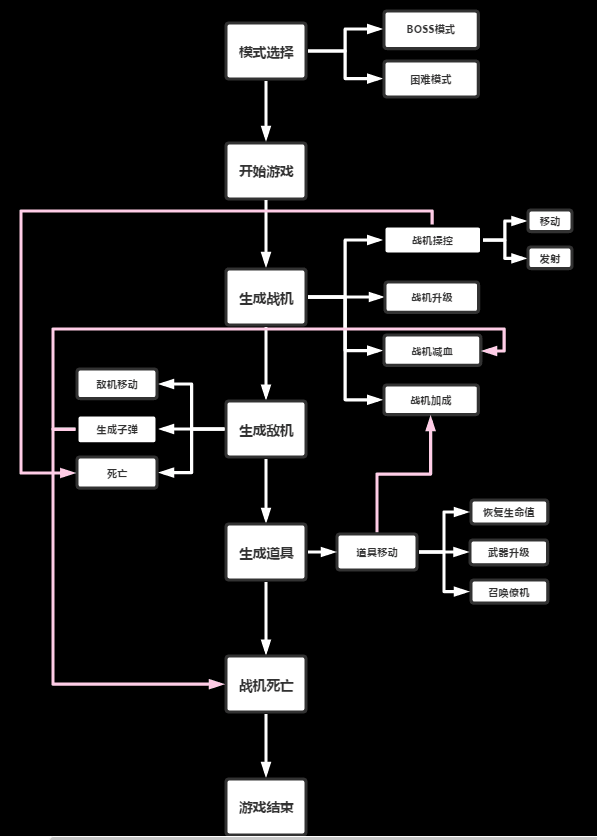 模式选择
BOSS模式
困难模式
开始游戏
战机操控
移动
发射
生成战机
战机升级
战机减血
战机加成
敌机移动
生成子弹
死亡
生成敌机
生成道具
道具移动
恢复生命值
武器升级
召唤僚机
战机死亡
游戏结束